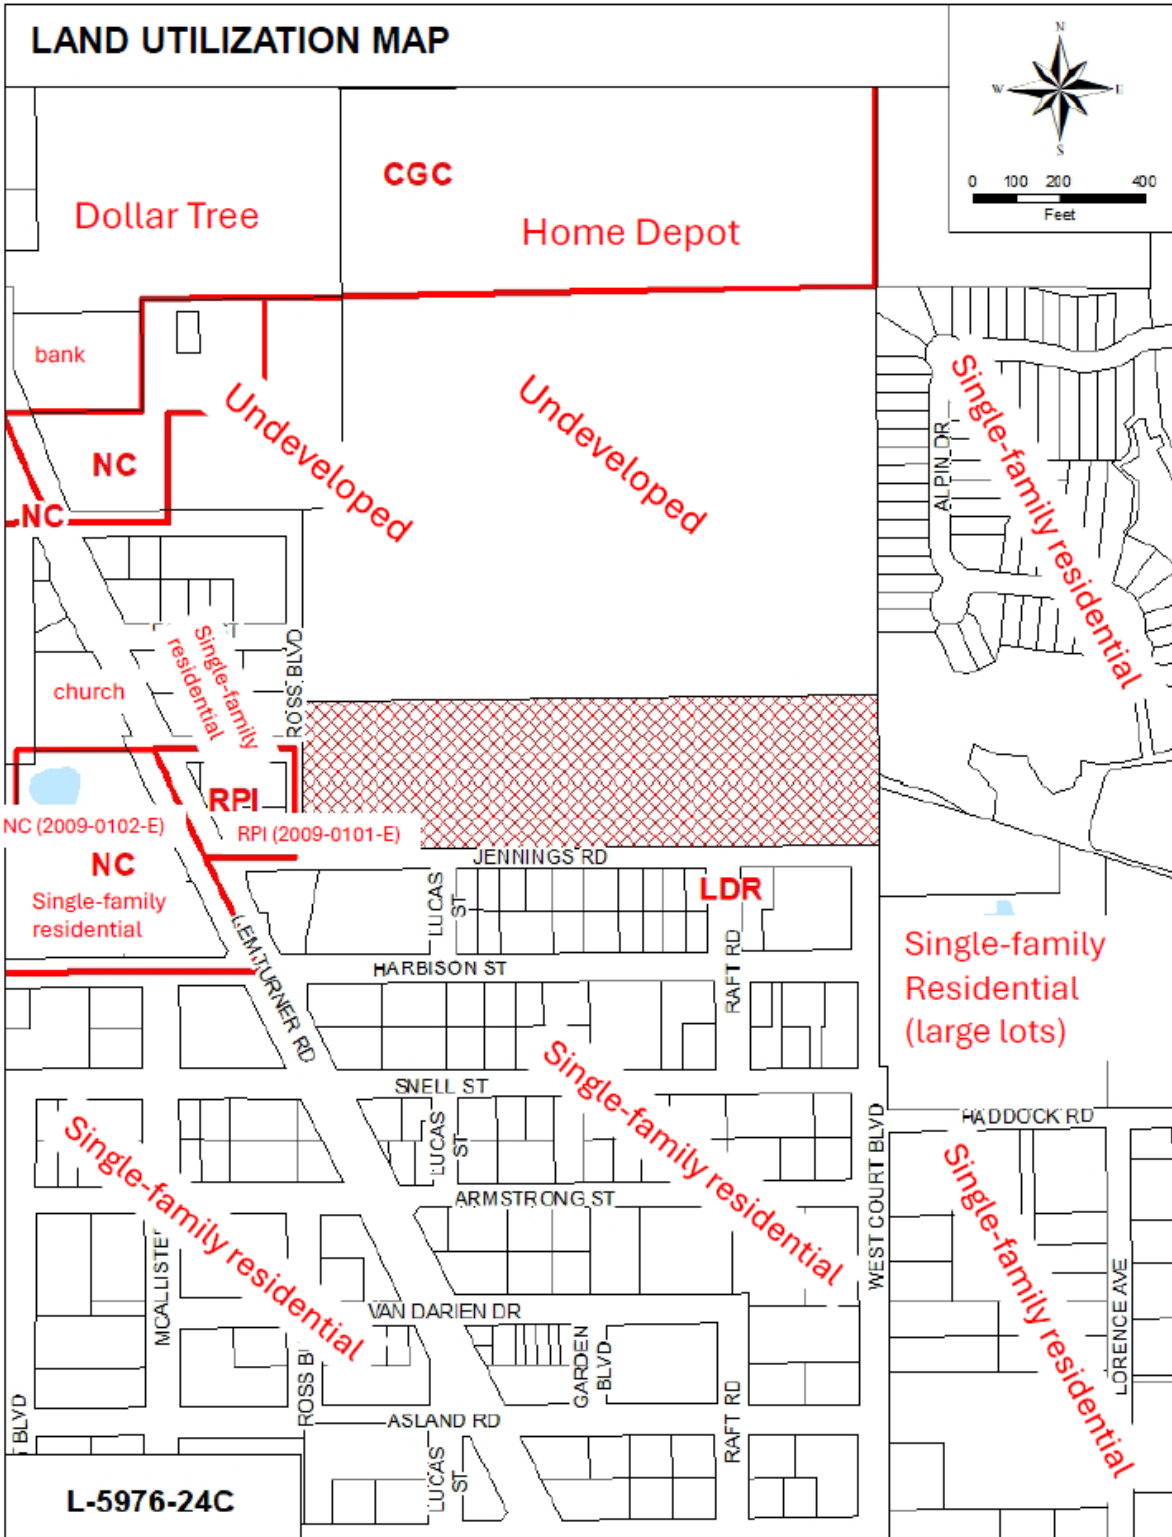 LAND UTILIZATION MAP
N
W
E
S
0 100 200 400
Feet
CGC
Dollar Tree
Home Depot
bank
Undeveloped
Undeveloped
NC
NC
ALPIN DR
Single-family residential
Single-family
residential
ROSS BLVD
church
RPI
NC (2009-0102-E)
RPI (2009-0101-E)
NC
Single-family
residential
JENNINGS RD
LUCAS
ST
LDR
RAFT RD
LEM TURNER RD
HARBISON ST
Single-family
Residential
(large lots)
SNELL ST
Single-family residential
LUCAS
ST
HADDOCK RD
WEST COURT BLVD
Single-family residential
ARMSTRONG ST
Single-family residential
LORENCE AVE
VAN DARIEN DR
GARDEN
BLVD
ASLAND RD
LUCAS
ST
RAFT RD
L-5976-24C